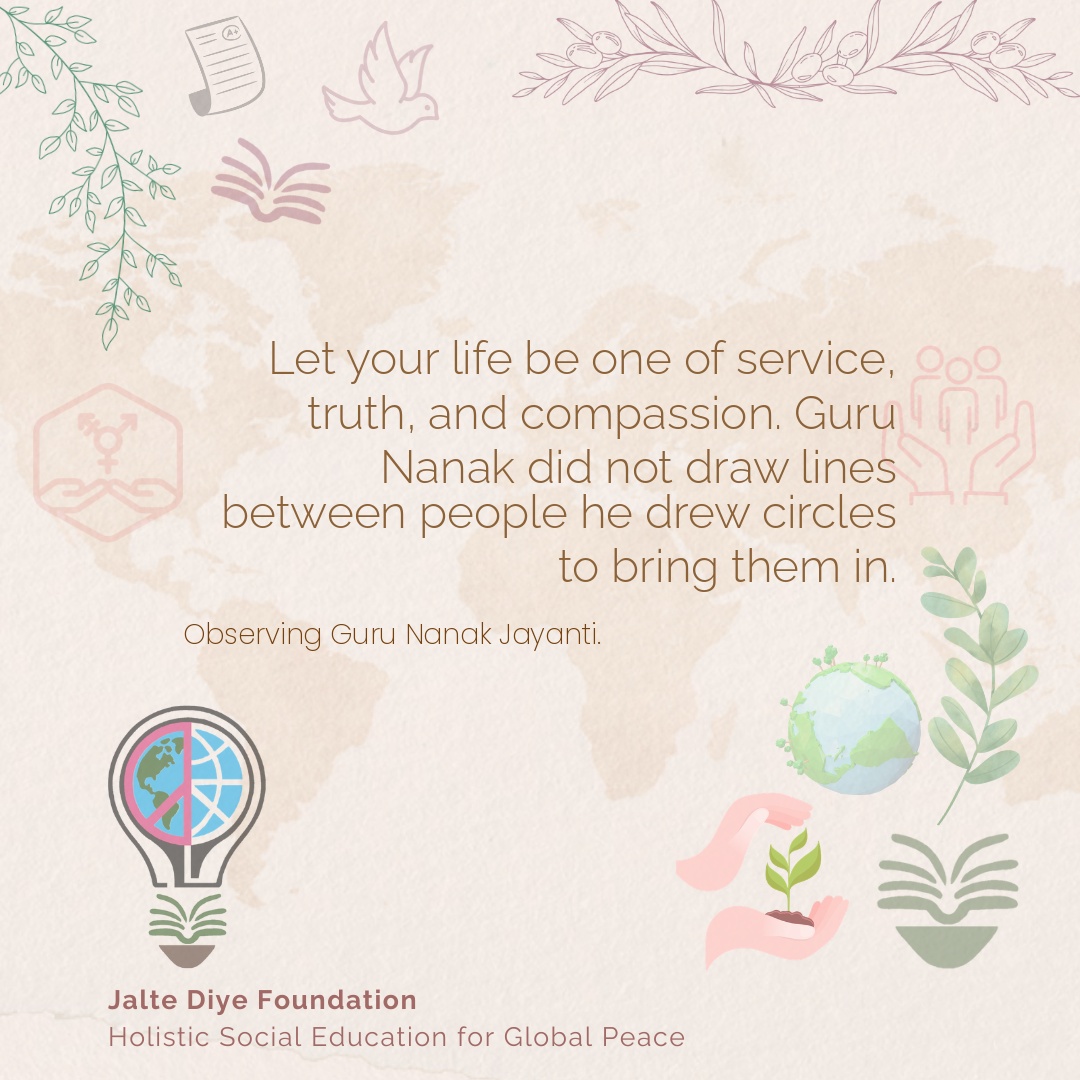 A+
Let your life be one of service,
truth, and compassion. Guru
Nanak did not draw lines
between people he drew circles
to bring them in.
Observing Guru Nanak Jayanti.
Jalte Diye Foundation
Holistic Social Education for Global Peace